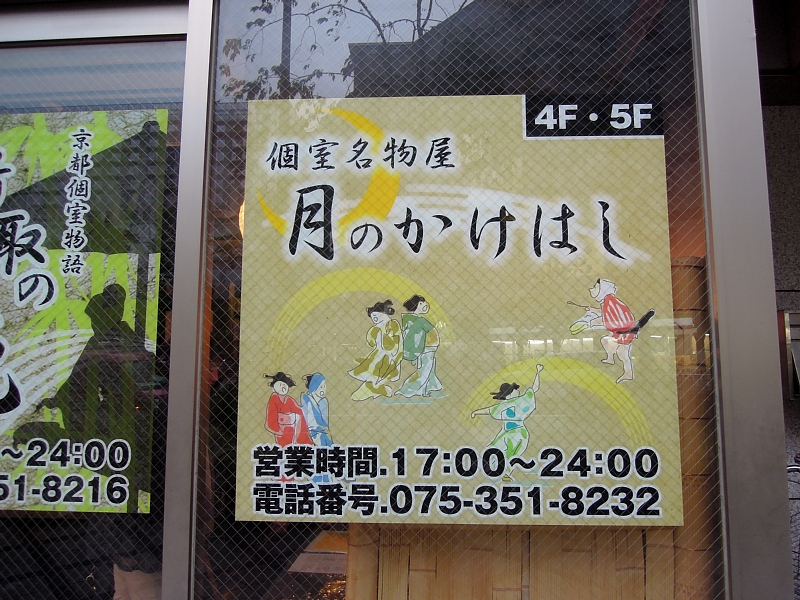 4F・5F
個室名物屋
月のかけはし
営業時間.17:00～24:00
電話番号.075-351-8232
京都個室物語
取の
～24:00
51-8216